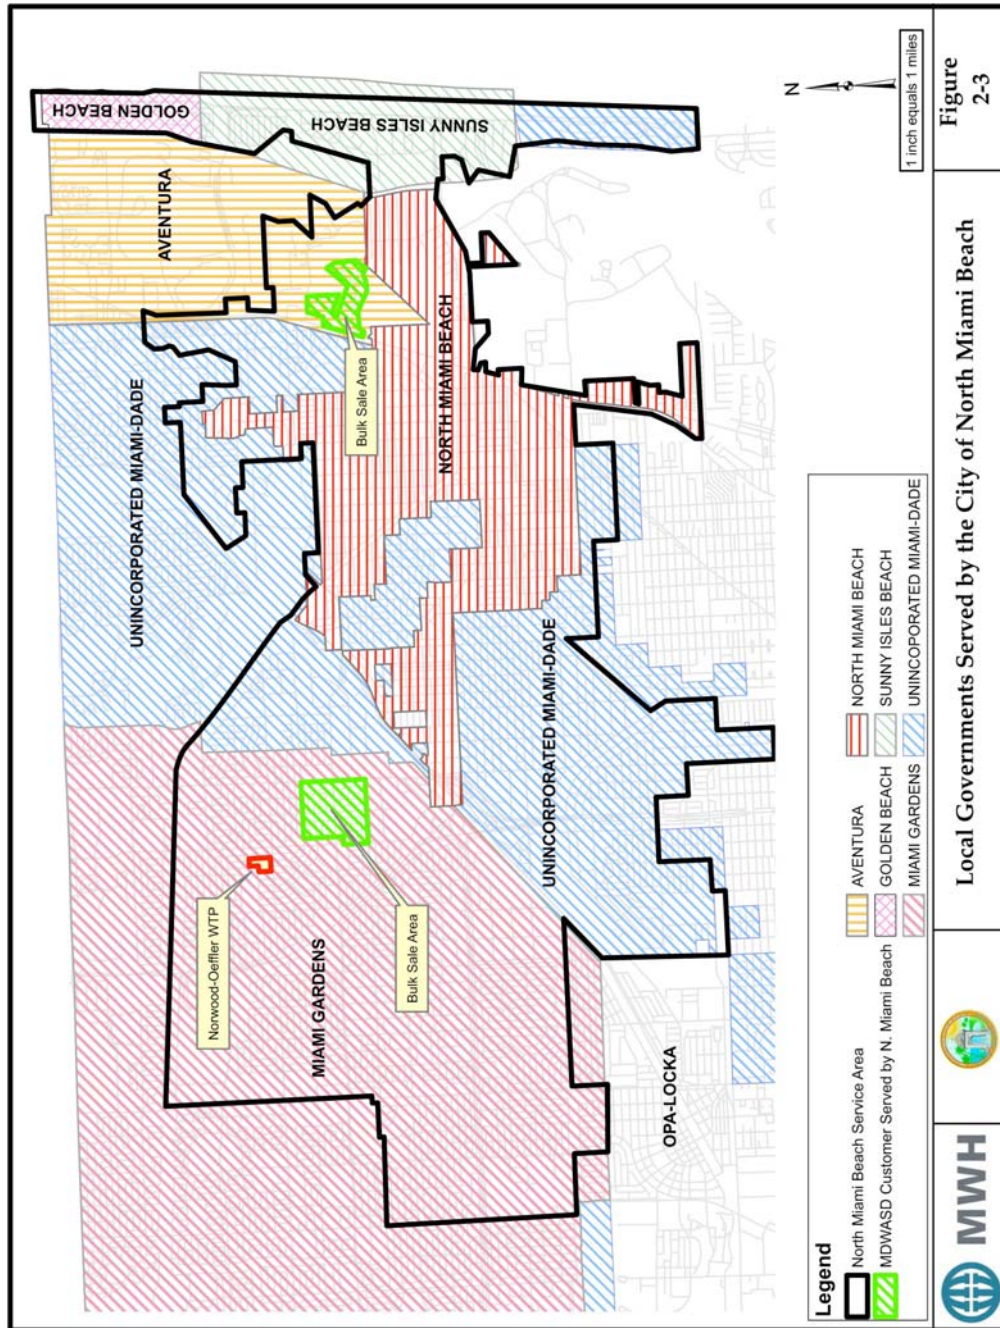 GOLDEN BEACH
SUNNY ISLES BEACH
AVENTURA
UNINCORPORATED MIAMI-DADE
Bulk Sale Area
NORTH MIAMI BEACH
UNINCORPORATED MIAMI-DADE
Norwood-Oeffler WTP
Bulk Sale Area
MIAMI GARDENS
OPA-LOCKA
N
1 inch equals 1 miles
Legend
North Miami Beach Service Area
MDWASD Customer Served by N. Miami Beach
AVENTURA
GOLDEN BEACH
MIAMI GARDENS
NORTH MIAMI BEACH
SUNNY ISLES BEACH
UNINCOPORATED MIAMI-DADE
MWH
Local Governments Served by the City of North Miami Beach
Figure
2-3